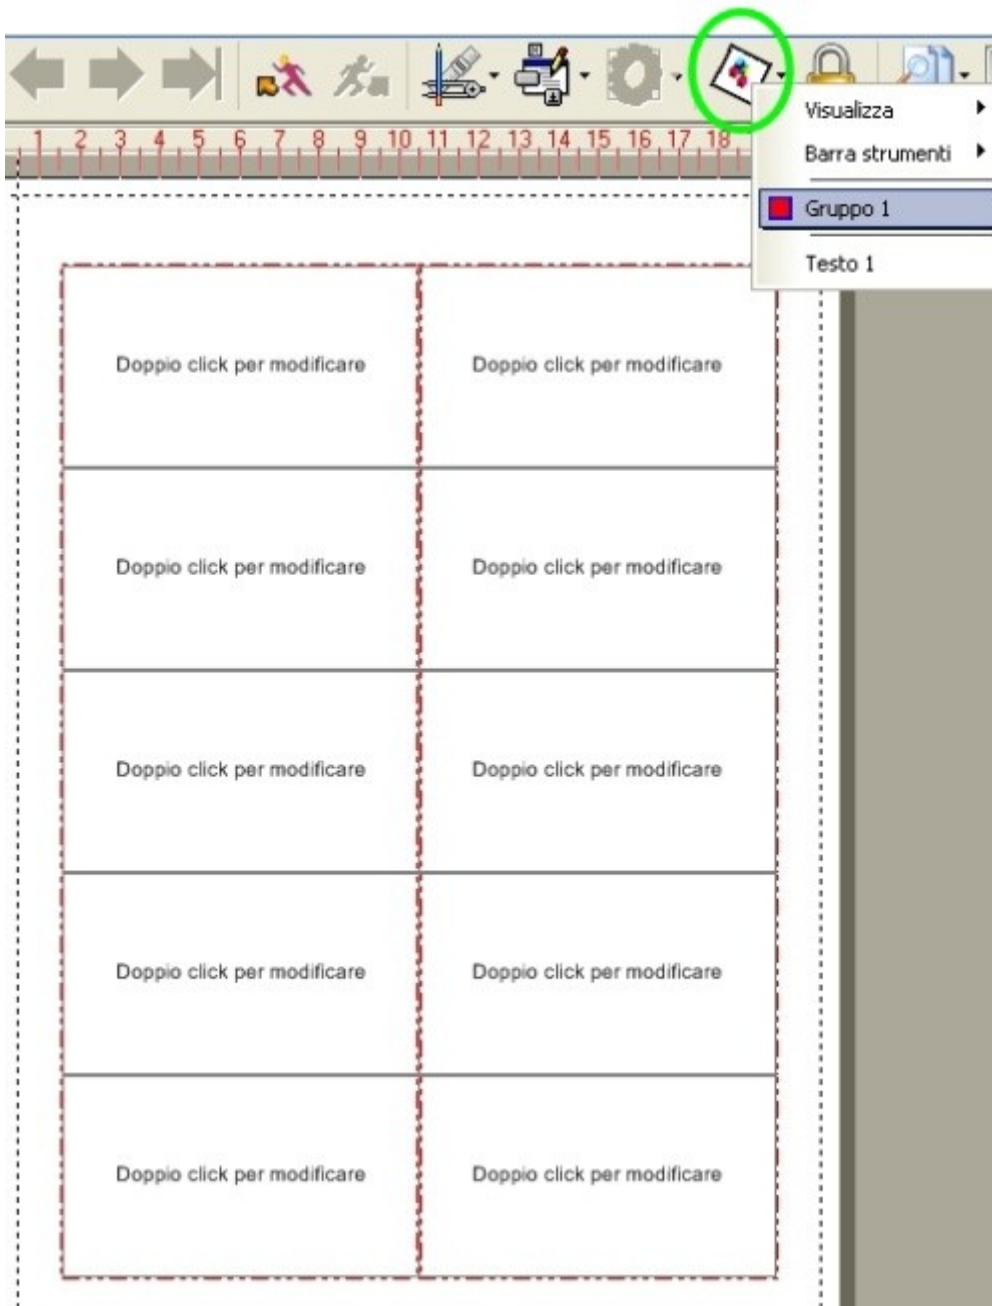 Visualizza
Barra strumenti
1 2 3 4 5 6 7 8 9 10 11 12 13 14 15 16 17 18
Gruppo 1
Testo 1
Doppio click per modificare Doppio click per modificare
Doppio click per modificare Doppio click per modificare
Doppio click per modificare Doppio click per modificare
Doppio click per modificare Doppio click per modificare
Doppio click per modificare Doppio click per modificare